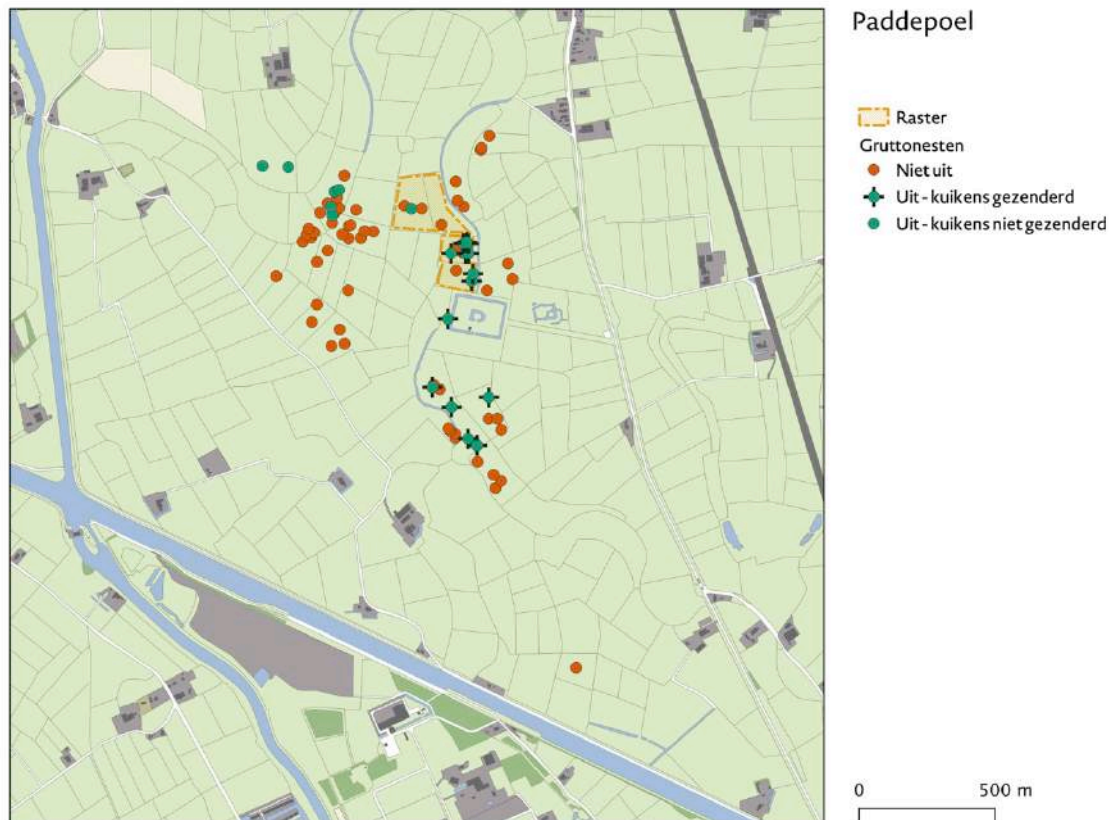 Paddepoel
Raster
Gruttonesten
Niet uit
Uit - kuikens gezenderd
Uit - kuikens niet gezenderd
0 500 m